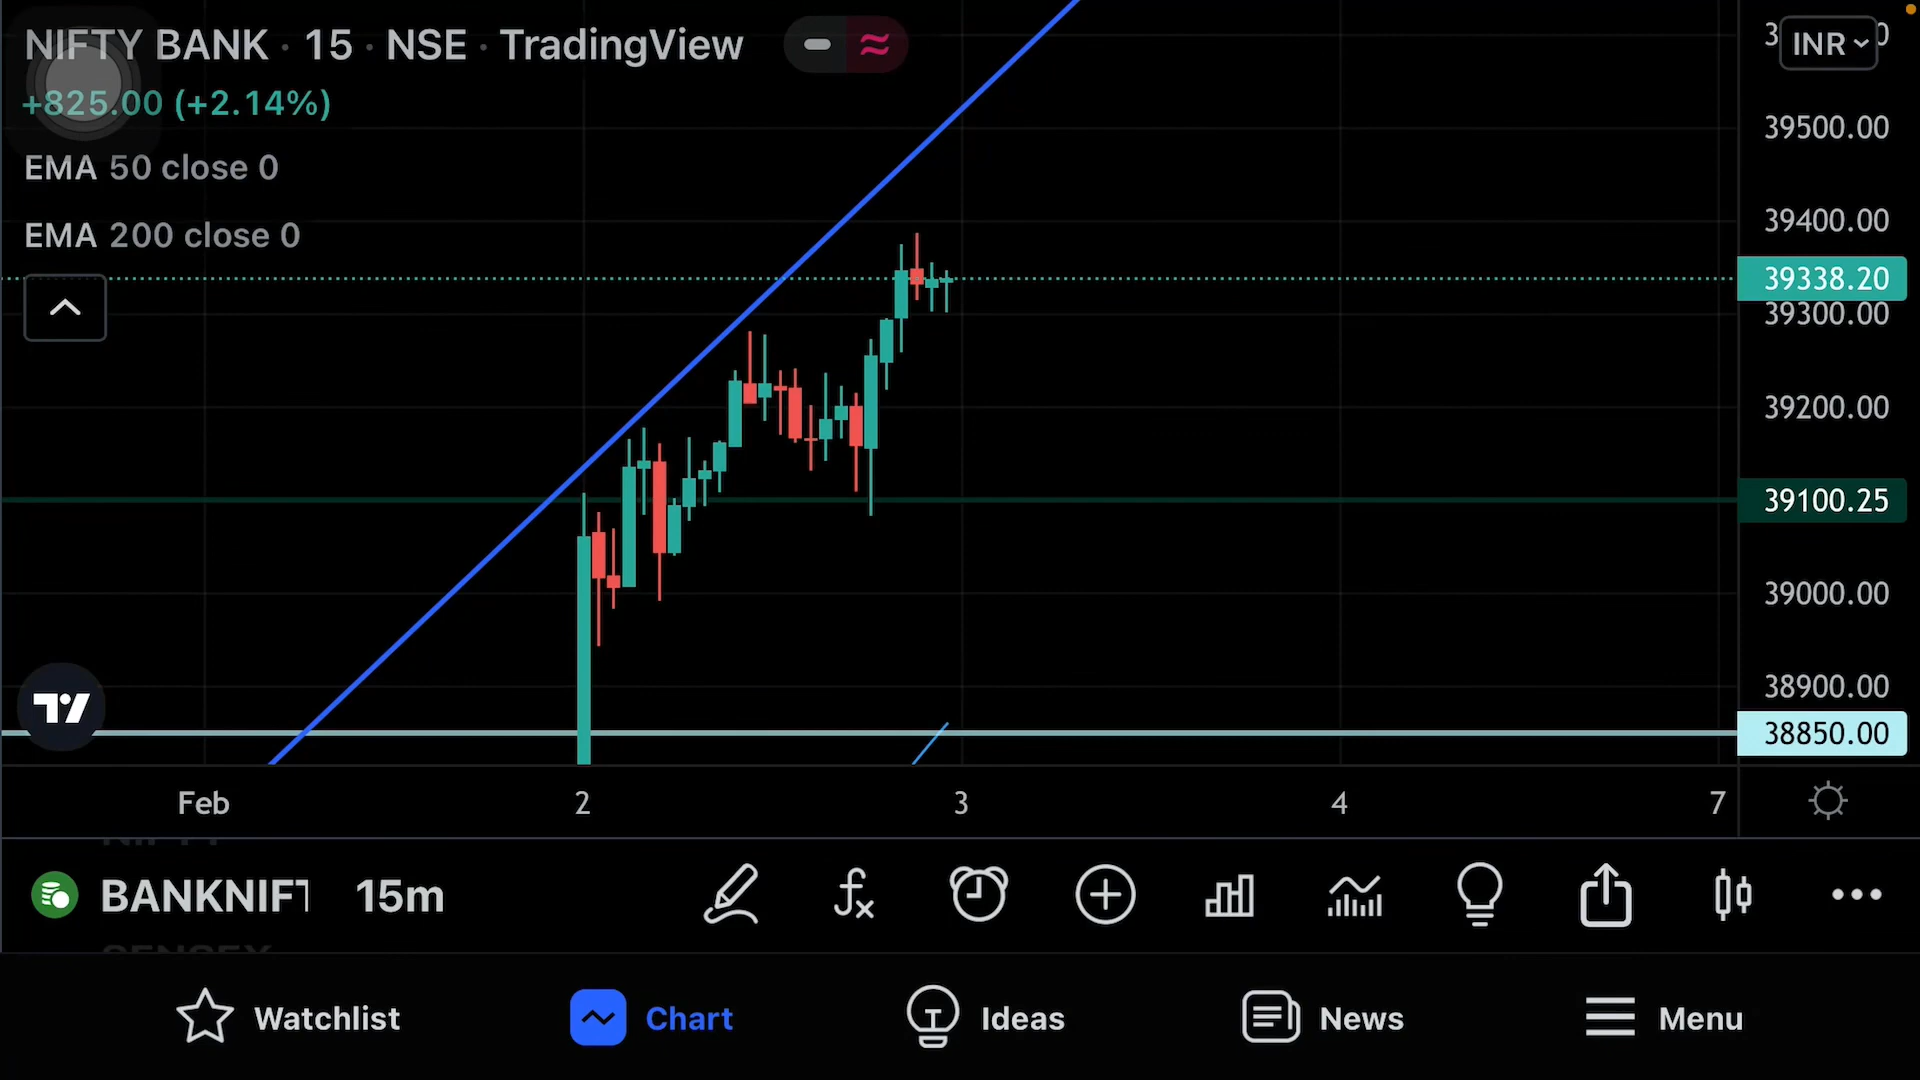 NIFTY BANK · 15 · NSE · TradingView
INR
+825.00 (+2.14%)
EMA 50 close 0
EMA 200 close 0
39500.00
39400.00
39338.20
39300.00
39200.00
39100.25
39000.00
38900.00
38850.00
Feb 2 3 4 7
BANKNIFT 15m
Watchlist Chart Ideas News Menu